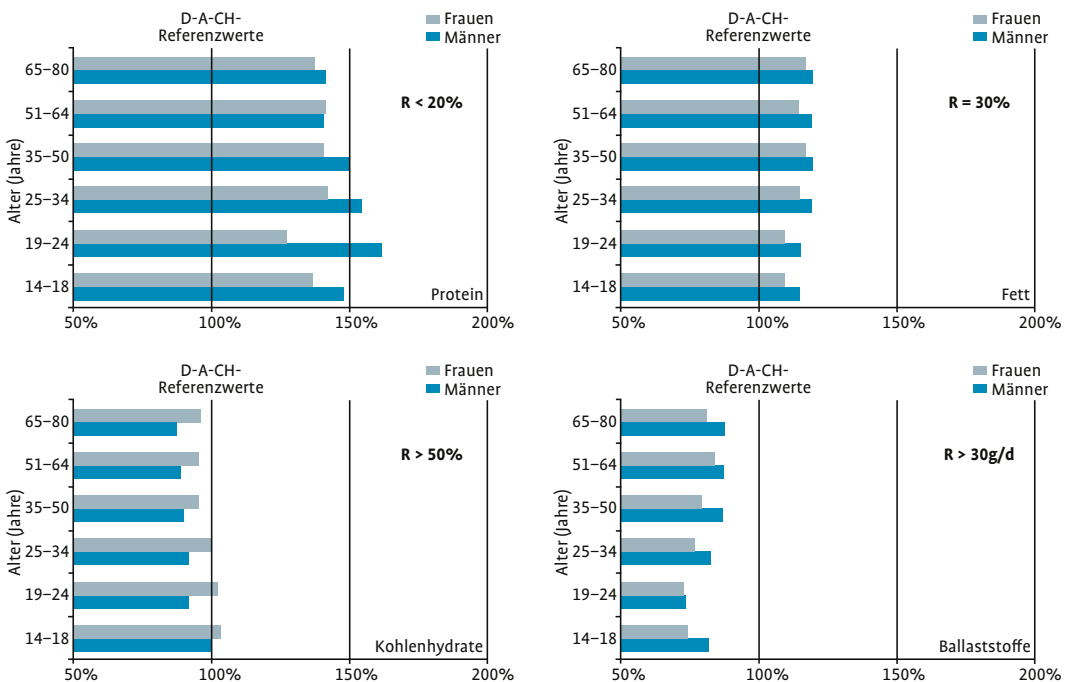 D-A-CH-
Referenzwerte
Frauen
Männer
65–80
51–64
35–50
25–34
19–24
14–18
Alter (Jahre)
R < 20%
Protein
50%
100%
150%
200%
D-A-CH-
Referenzwerte
Frauen
Männer
65–80
51–64
35–50
25–34
19–24
14–18
Alter (Jahre)
R = 30%
Fett
50%
100%
150%
200%
D-A-CH-
Referenzwerte
Frauen
Männer
65–80
51–64
35–50
25–34
19–24
14–18
Alter (Jahre)
R > 50%
Kohlenhydrate
50%
100%
150%
200%
D-A-CH-
Referenzwerte
Frauen
Männer
65–80
51–64
35–50
25–34
19–24
14–18
Alter (Jahre)
R > 30g/d
Ballaststoffe
50%
100%
150%
200%